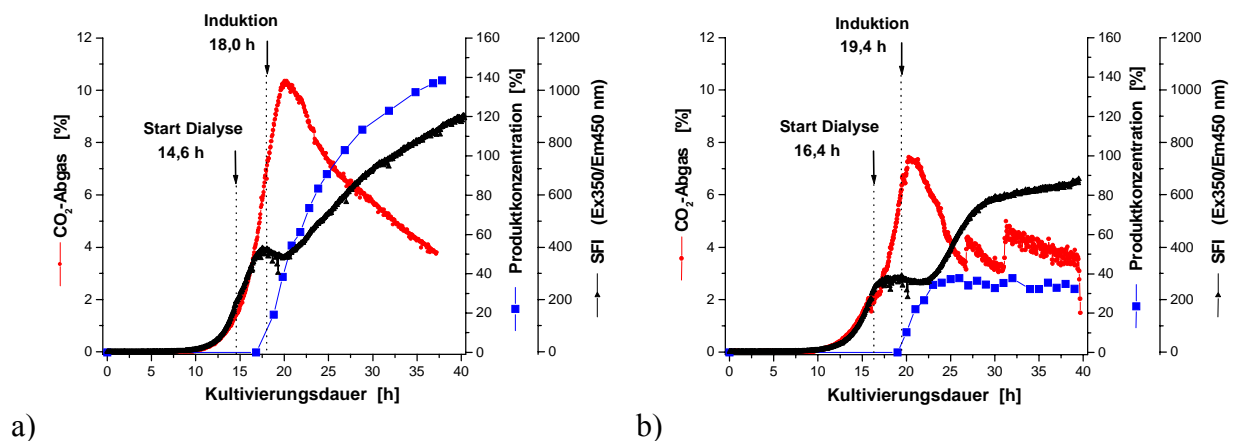 Induktion
18,0 h
Start Dialyse
14,6 h
CO2-Abgas [%]
12
10
8
6
4
2
0
0 5 10 15 20 25 30 35 40
Kultivierungsdauer [h]
160
140
120
100
80
60
40
20
0
Produktkonzentration [%]
1200
1000
800
600
400
200
0
SFI (Ex350/Em450 nm)
a)
Induktion
19,4 h
Start Dialyse
16,4 h
CO2-Abgas [%]
12
10
8
6
4
2
0
0 5 10 15 20 25 30 35 40
Kultivierungsdauer [h]
160
140
120
100
80
60
40
20
0
Produktkonzentration [%]
1200
1000
800
600
400
200
0
SFI (Ex350/Em450 nm)
b)